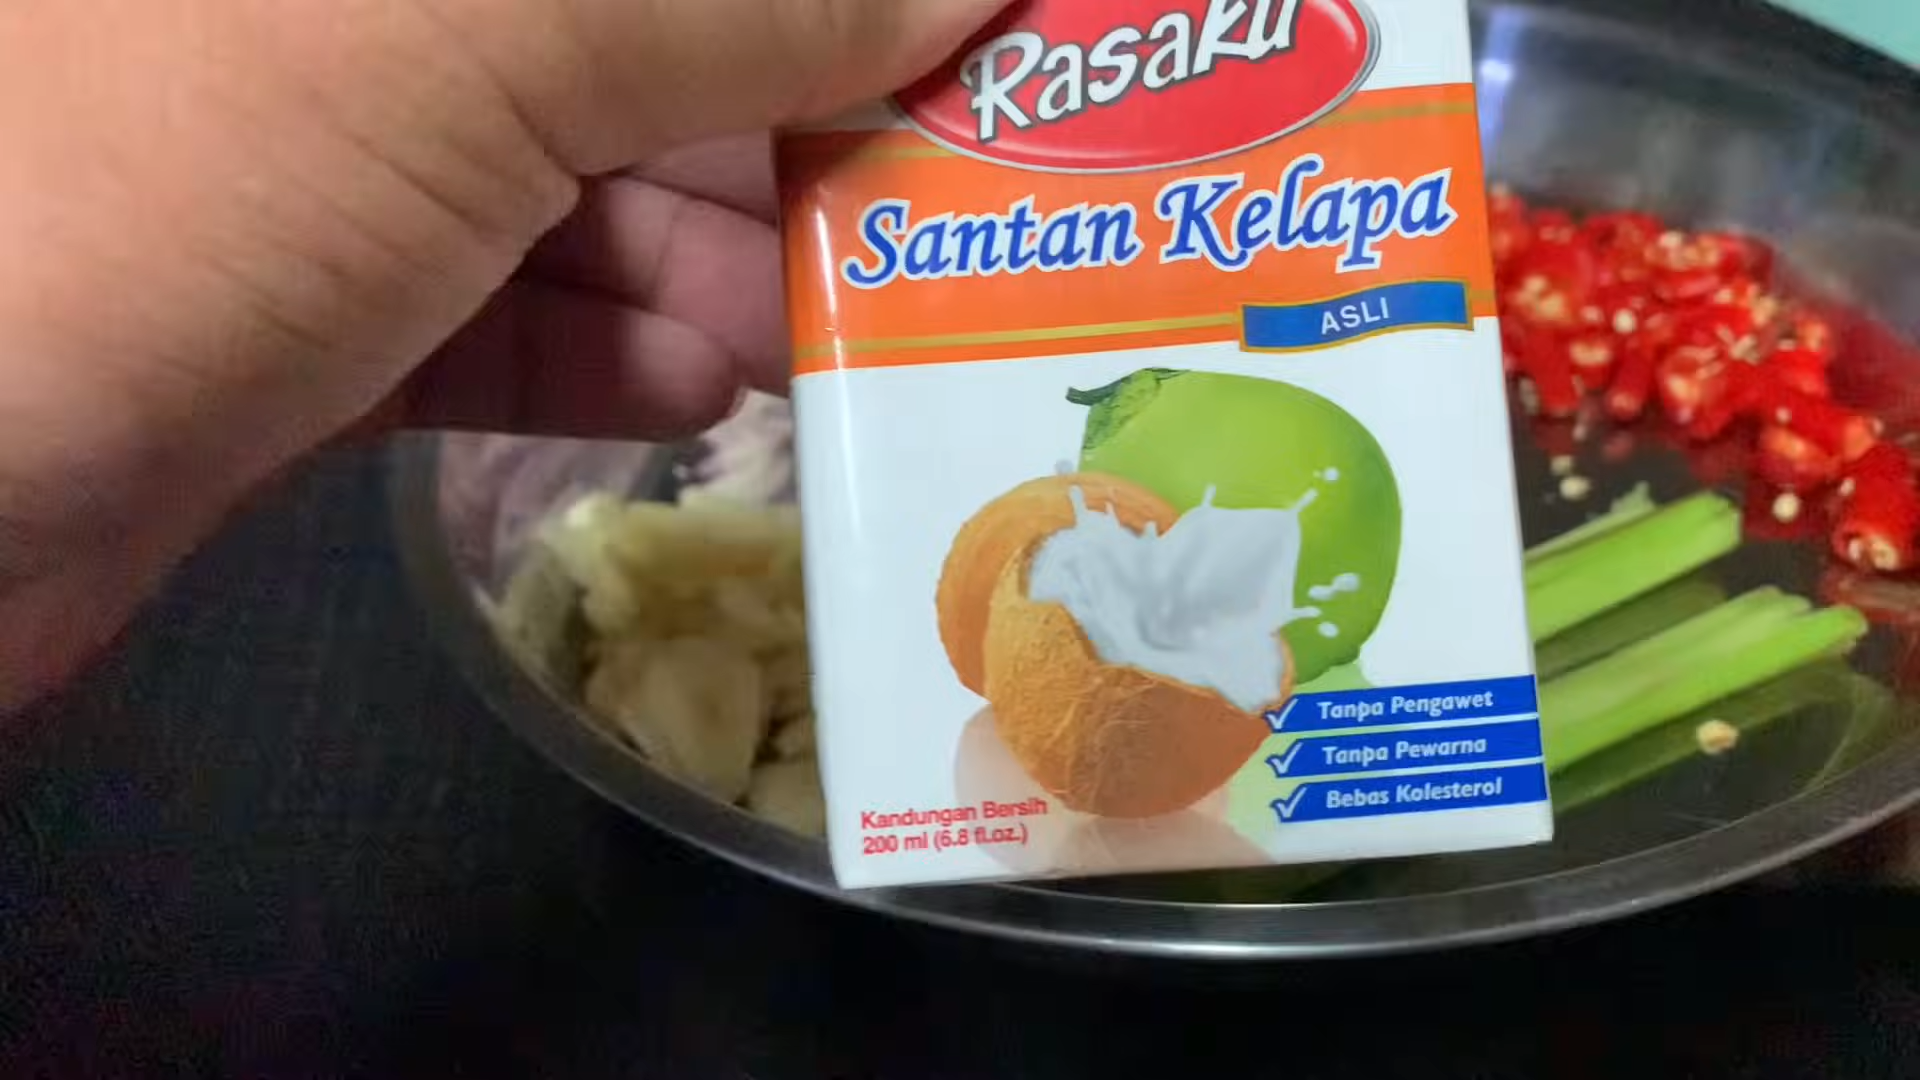 Rasaku
Santan Kelapa
ASLI
Tanpa Pengawet
Tanpa Pewarna
Bebas Kolesterol
Kandungan Bersih
200 ml (6.8 fl.oz.)